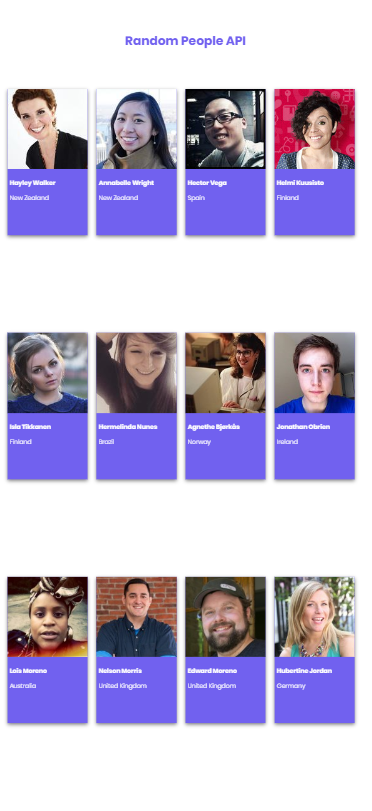 Random People API
Hayley Walker
New Zealand
Annabelle Wright
New Zealand
Hector Vega
Spain
Helmi Kuusisto
Finland
Isla Tikkanen
Finland
Hermelinda Nunes
Brazil
Agnethe Bjerkås
Norway
Jonathan Obrien
Ireland
Lois Moreno
Australia
Nelson Morris
United Kingdom
Edward Moreno
United Kingdom
Hubertine Jordan
Germany